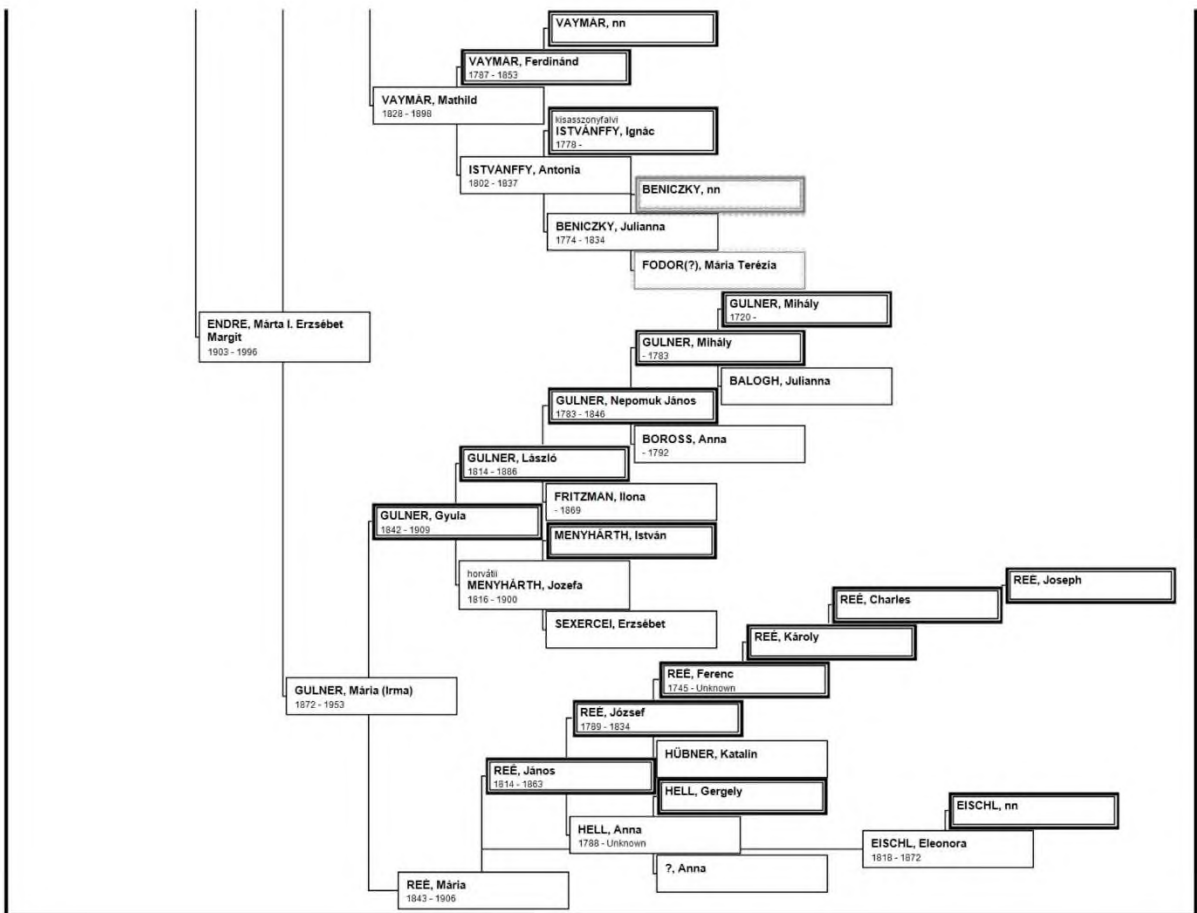 VAYMÁR, nn
VAYMÁR, Ferdinánd
1787 - 1853
VAYMÁR, Mathild
1828 - 1898
kisasszonyfalvi
ISTVÁNFFY, Ignác
1778 -
ISTVÁNFFY, Antonia
1802 - 1837
BENICZKY, nn
BENICZKY, Julianna
1774 - 1834
FODOR(?), Mária Terézia
GULNER, Mihály
1720 -
ENDRE, Márta I. Erzsébet
Margit
1903 - 1996
GULNER, Mihály
- 1783
BALOGH, Julianna
GULNER, Nepomuk János
1783 - 1846
BOROSS, Anna
- 1792
GULNER, László
1814 - 1886
FRITZMAN, Ilona
- 1869
GULNER, Gyula
1842 - 1909
MENYHÁRTH, István
horvátii
MENYHÁRTH, Jozefa
1816 - 1900
SEXERCEI, Erzsébet
REÉ, Joseph
REÉ, Charles
REÉ, Károly
REÉ, Ferenc
1745 - Unknown
GULNER, Mária (Irma)
1872 - 1953
REÉ, József
1789 - 1834
HÜBNER, Katalin
REÉ, János
1814 - 1863
HELL, Gergely
EISCHL, nn
HELL, Anna
1788 - Unknown
EISCHL, Eleonora
1818 - 1872
?, Anna
REÉ, Mária
1843 - 1906